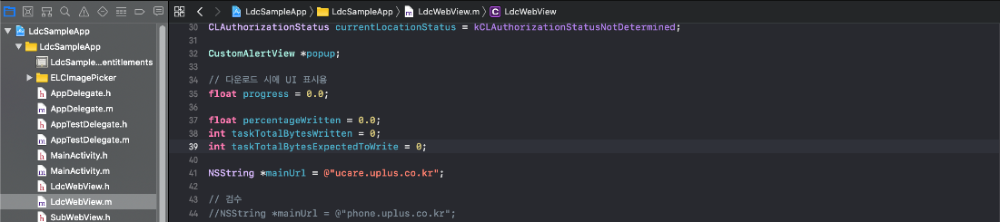 LdcSampleApp 〉 LdcSampleApp 〉 LdcWebView.m 〉 LdcWebView
LdcSampleApp
LdcSampleApp
LdcSample...entitlements
ELCImagePicker
AppDelegate.h
AppDelegate.m
AppTestDelegate.h
AppTestDelegate.m
MainActivity.h
MainActivity.m
LdcWebView.h
LdcWebView.m
SubWebView.h
30 CLAuthorizationStatus currentLocationStatus = kCLAuthorizationStatusNotDetermined;
31
32 CustomAlertView *popup;
33
34 // 다운로드 시에 UI 표시용
35 float progress = 0.0;
36
37 float percentageWritten = 0.0;
38 int taskTotalBytesWritten = 0;
39 int taskTotalBytesExpectedToWrite = 0;
40
41 NSString *mainUrl = @"ucare.uplus.co.kr";
42
43 // 검수
44 //NSString *mainUrl = @"phone.uplus.co.kr";